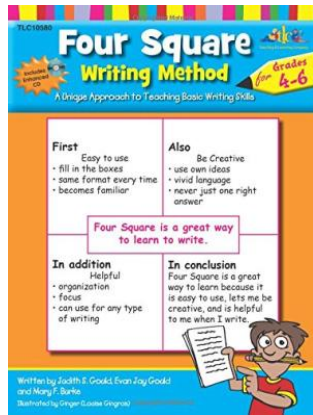 TLC10580
Four Square
Writing Method
Includes
Enhanced
CD
for Grades
4-6
A Unique Approach to Teaching Basic Writing Skills
First
Easy to use
• fill in the boxes
• same format every time
• becomes familiar
Also
Be Creative
• use own ideas
• vivid language
• never just one right
answer
Four Square is a great way
to learn to write.
In addition
Helpful
• organization
• focus
• can use for any type
of writing
In conclusion
Four Square is a great
way to learn because it
is easy to use, lets me be
creative, and is helpful
to me when I write.
Written by Judith S. Gould, Evan Jay Gould
and Mary F. Burke
Illustrated by Ginger (Louise Gingras)